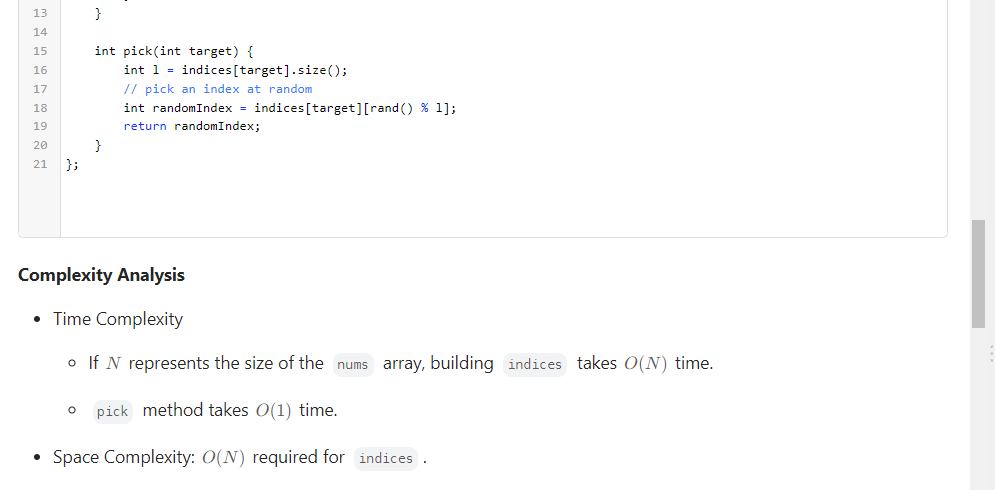 13 }
14
15 int pick(int target) {
16 int l = indices[target].size();
17 // pick an index at random
18 int randomIndex = indices[target][rand() % l];
19 return randomIndex;
20 }
21 };
Complexity Analysis
• Time Complexity
◦ If N represents the size of the nums array, building indices takes O(N) time.
◦ pick method takes O(1) time.
• Space Complexity: O(N) required for indices .